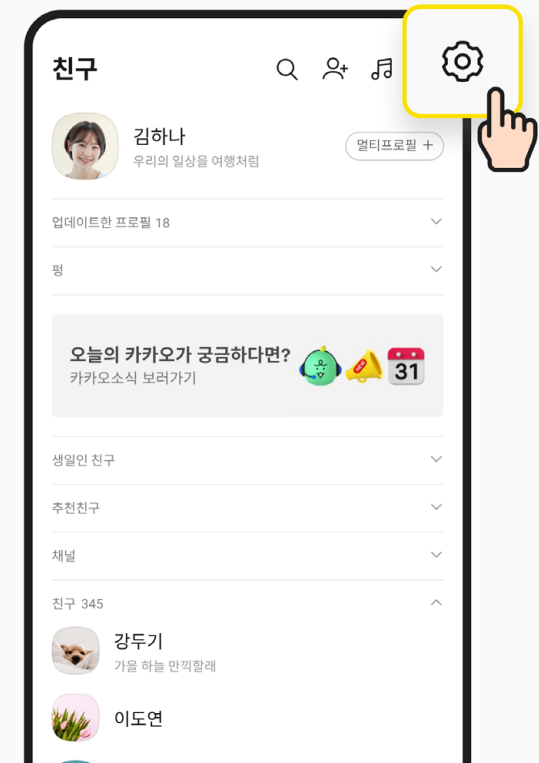 친구
김하나
우리의 일상을 여행처럼
멀티프로필 +
업데이트한 프로필 18
펑
오늘의 카카오가 궁금하다면?
카카오소식 보러가기
31
생일인 친구
추천친구
채널
친구 345
강두기
가을 하늘 만끽할래
이도연